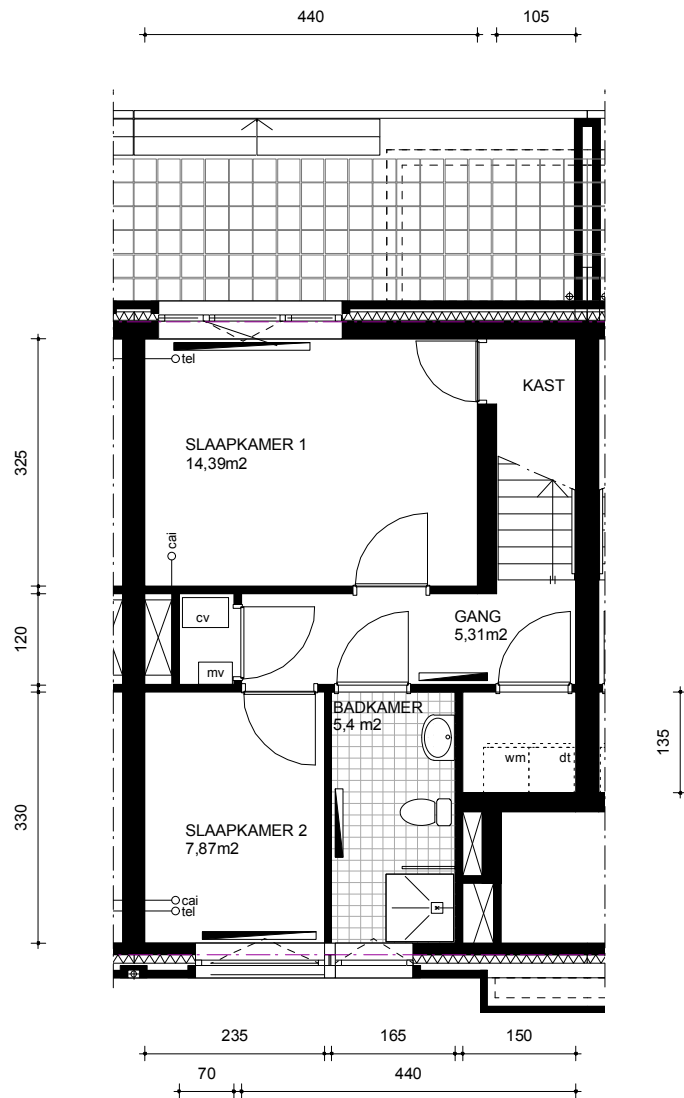 440
105
tel
KAST
325
SLAAPKAMER 1
14,39m2
cai
cv
GANG
5,31m2
120
mv
BADKAMER
5,4 m2
135
wm
dt
330
SLAAPKAMER 2
7,87m2
cai
tel
235
165
150
70
440